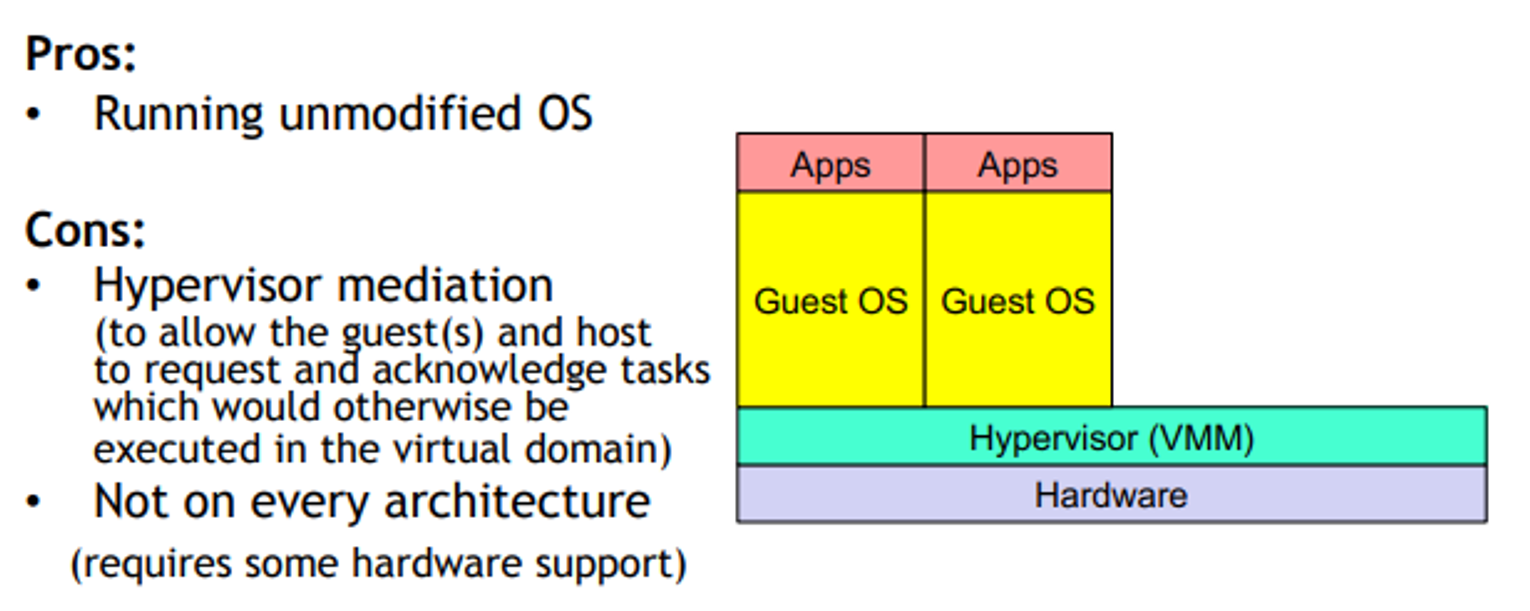 Pros:
• Running unmodified OS
Cons:
• Hypervisor mediation
(to allow the guest(s) and host
to request and acknowledge tasks
which would otherwise be
executed in the virtual domain)
• Not on every architecture
(requires some hardware support)
Apps Apps
Guest OS Guest OS
Hypervisor (VMM)
Hardware